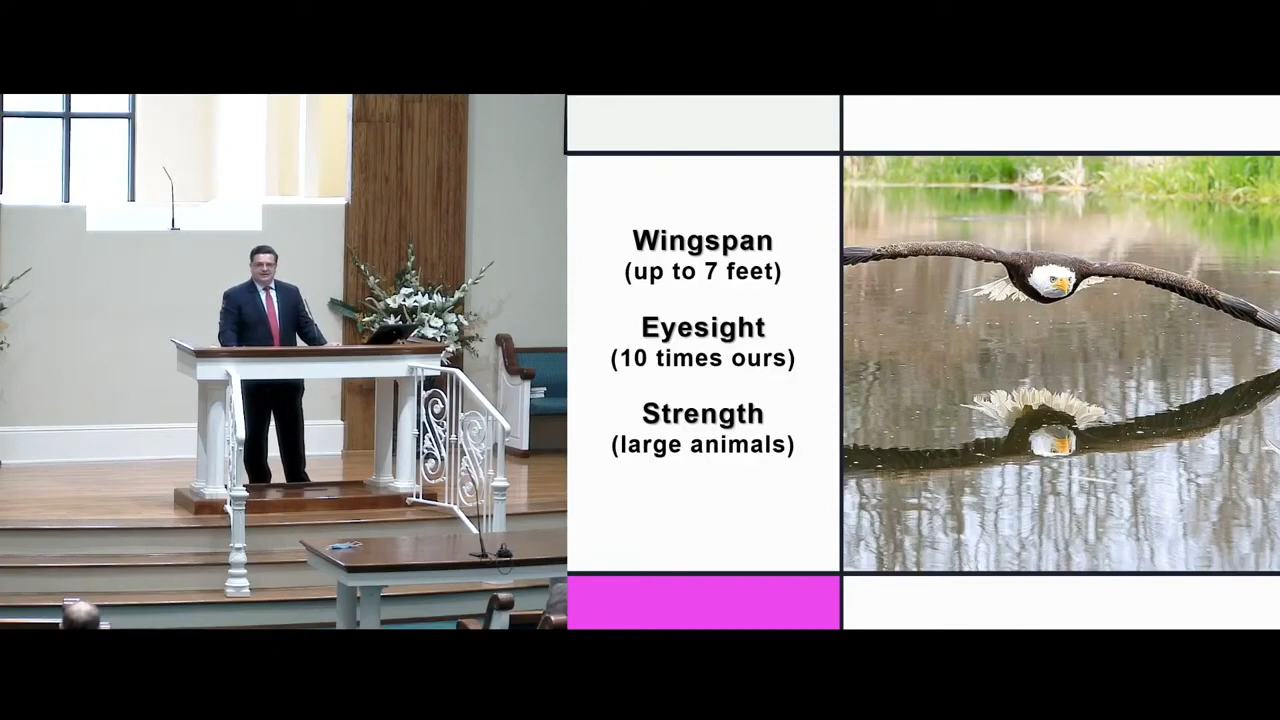 Wingspan
(up to 7 feet)
Eyesight
(10 times ours)
Strength
(large animals)